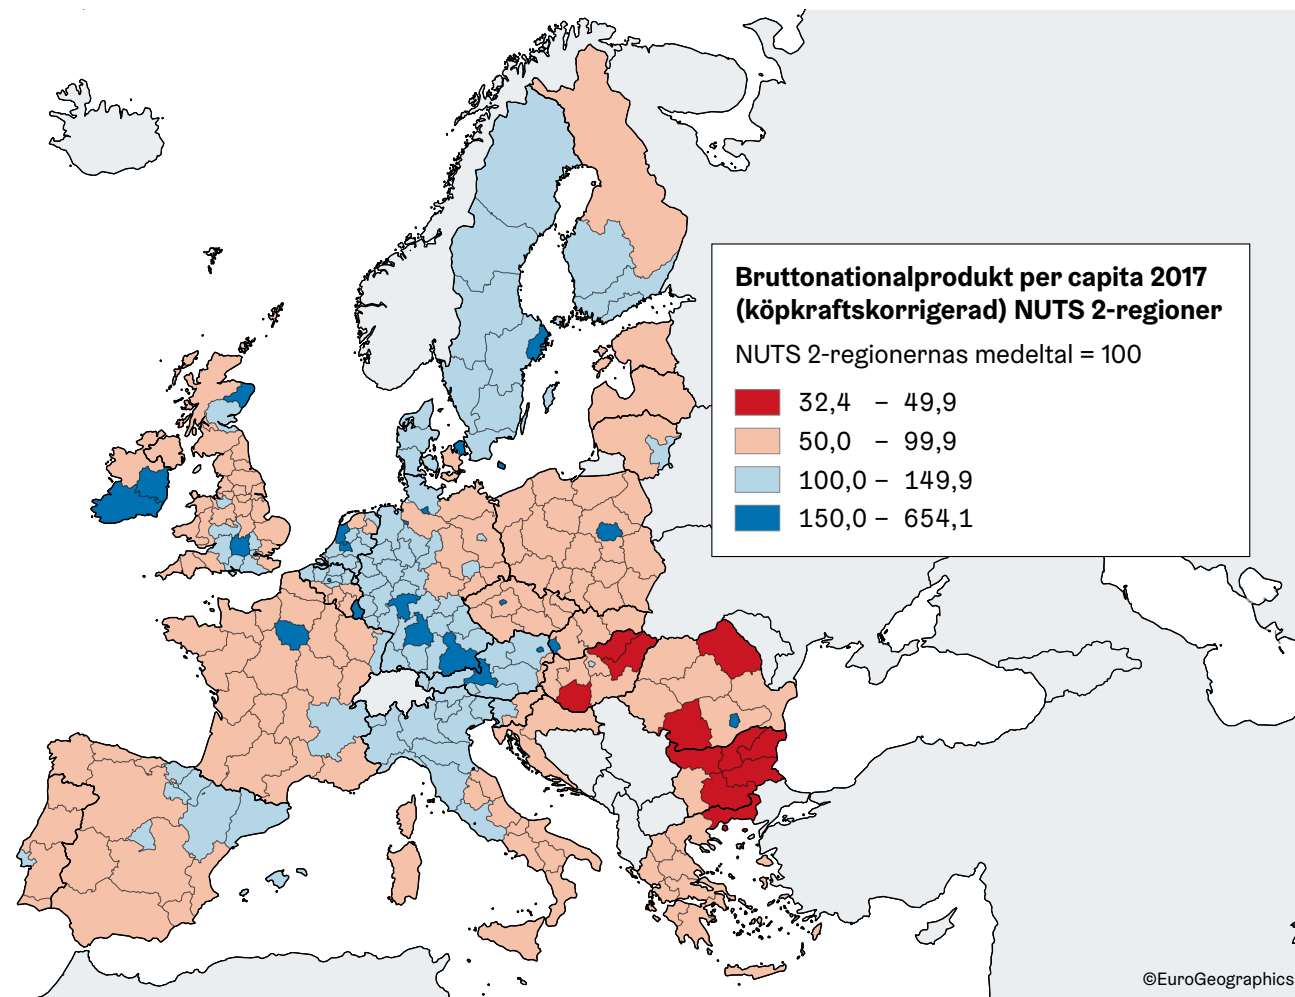 Bruttonationalprodukt per capita 2017
(köpkraftskorrigerad) NUTS 2-regioner
NUTS 2-regionernas medeltal = 100
32,4 – 49,9
50,0 – 99,9
100,0 – 149,9
150,0 – 654,1
©EuroGeographics